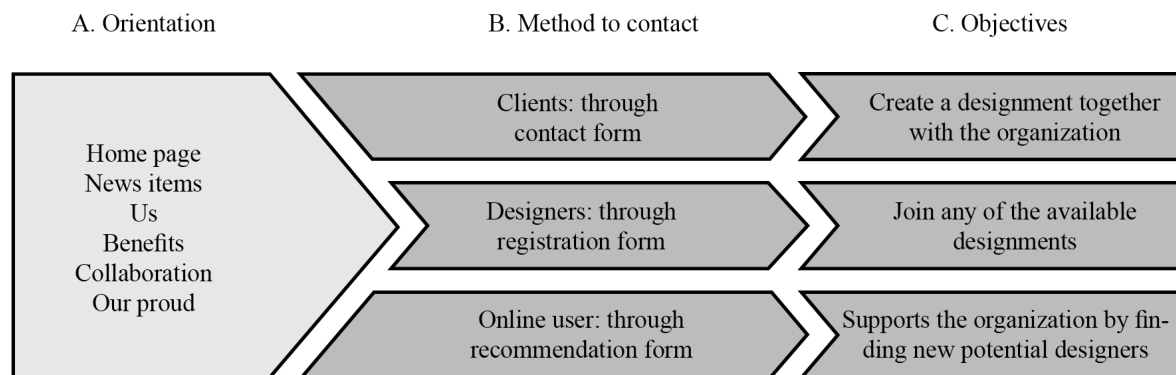 A. Orientation
B. Method to contact
C. Objectives
Home page
News items
Us
Benefits
Collaboration
Our proud
Clients: through
contact form
Create a designment together
with the organization
Designers: through
registration form
Join any of the available
designments
Online user: through
recommendation form
Supports the organization by fin-
ding new potential designers